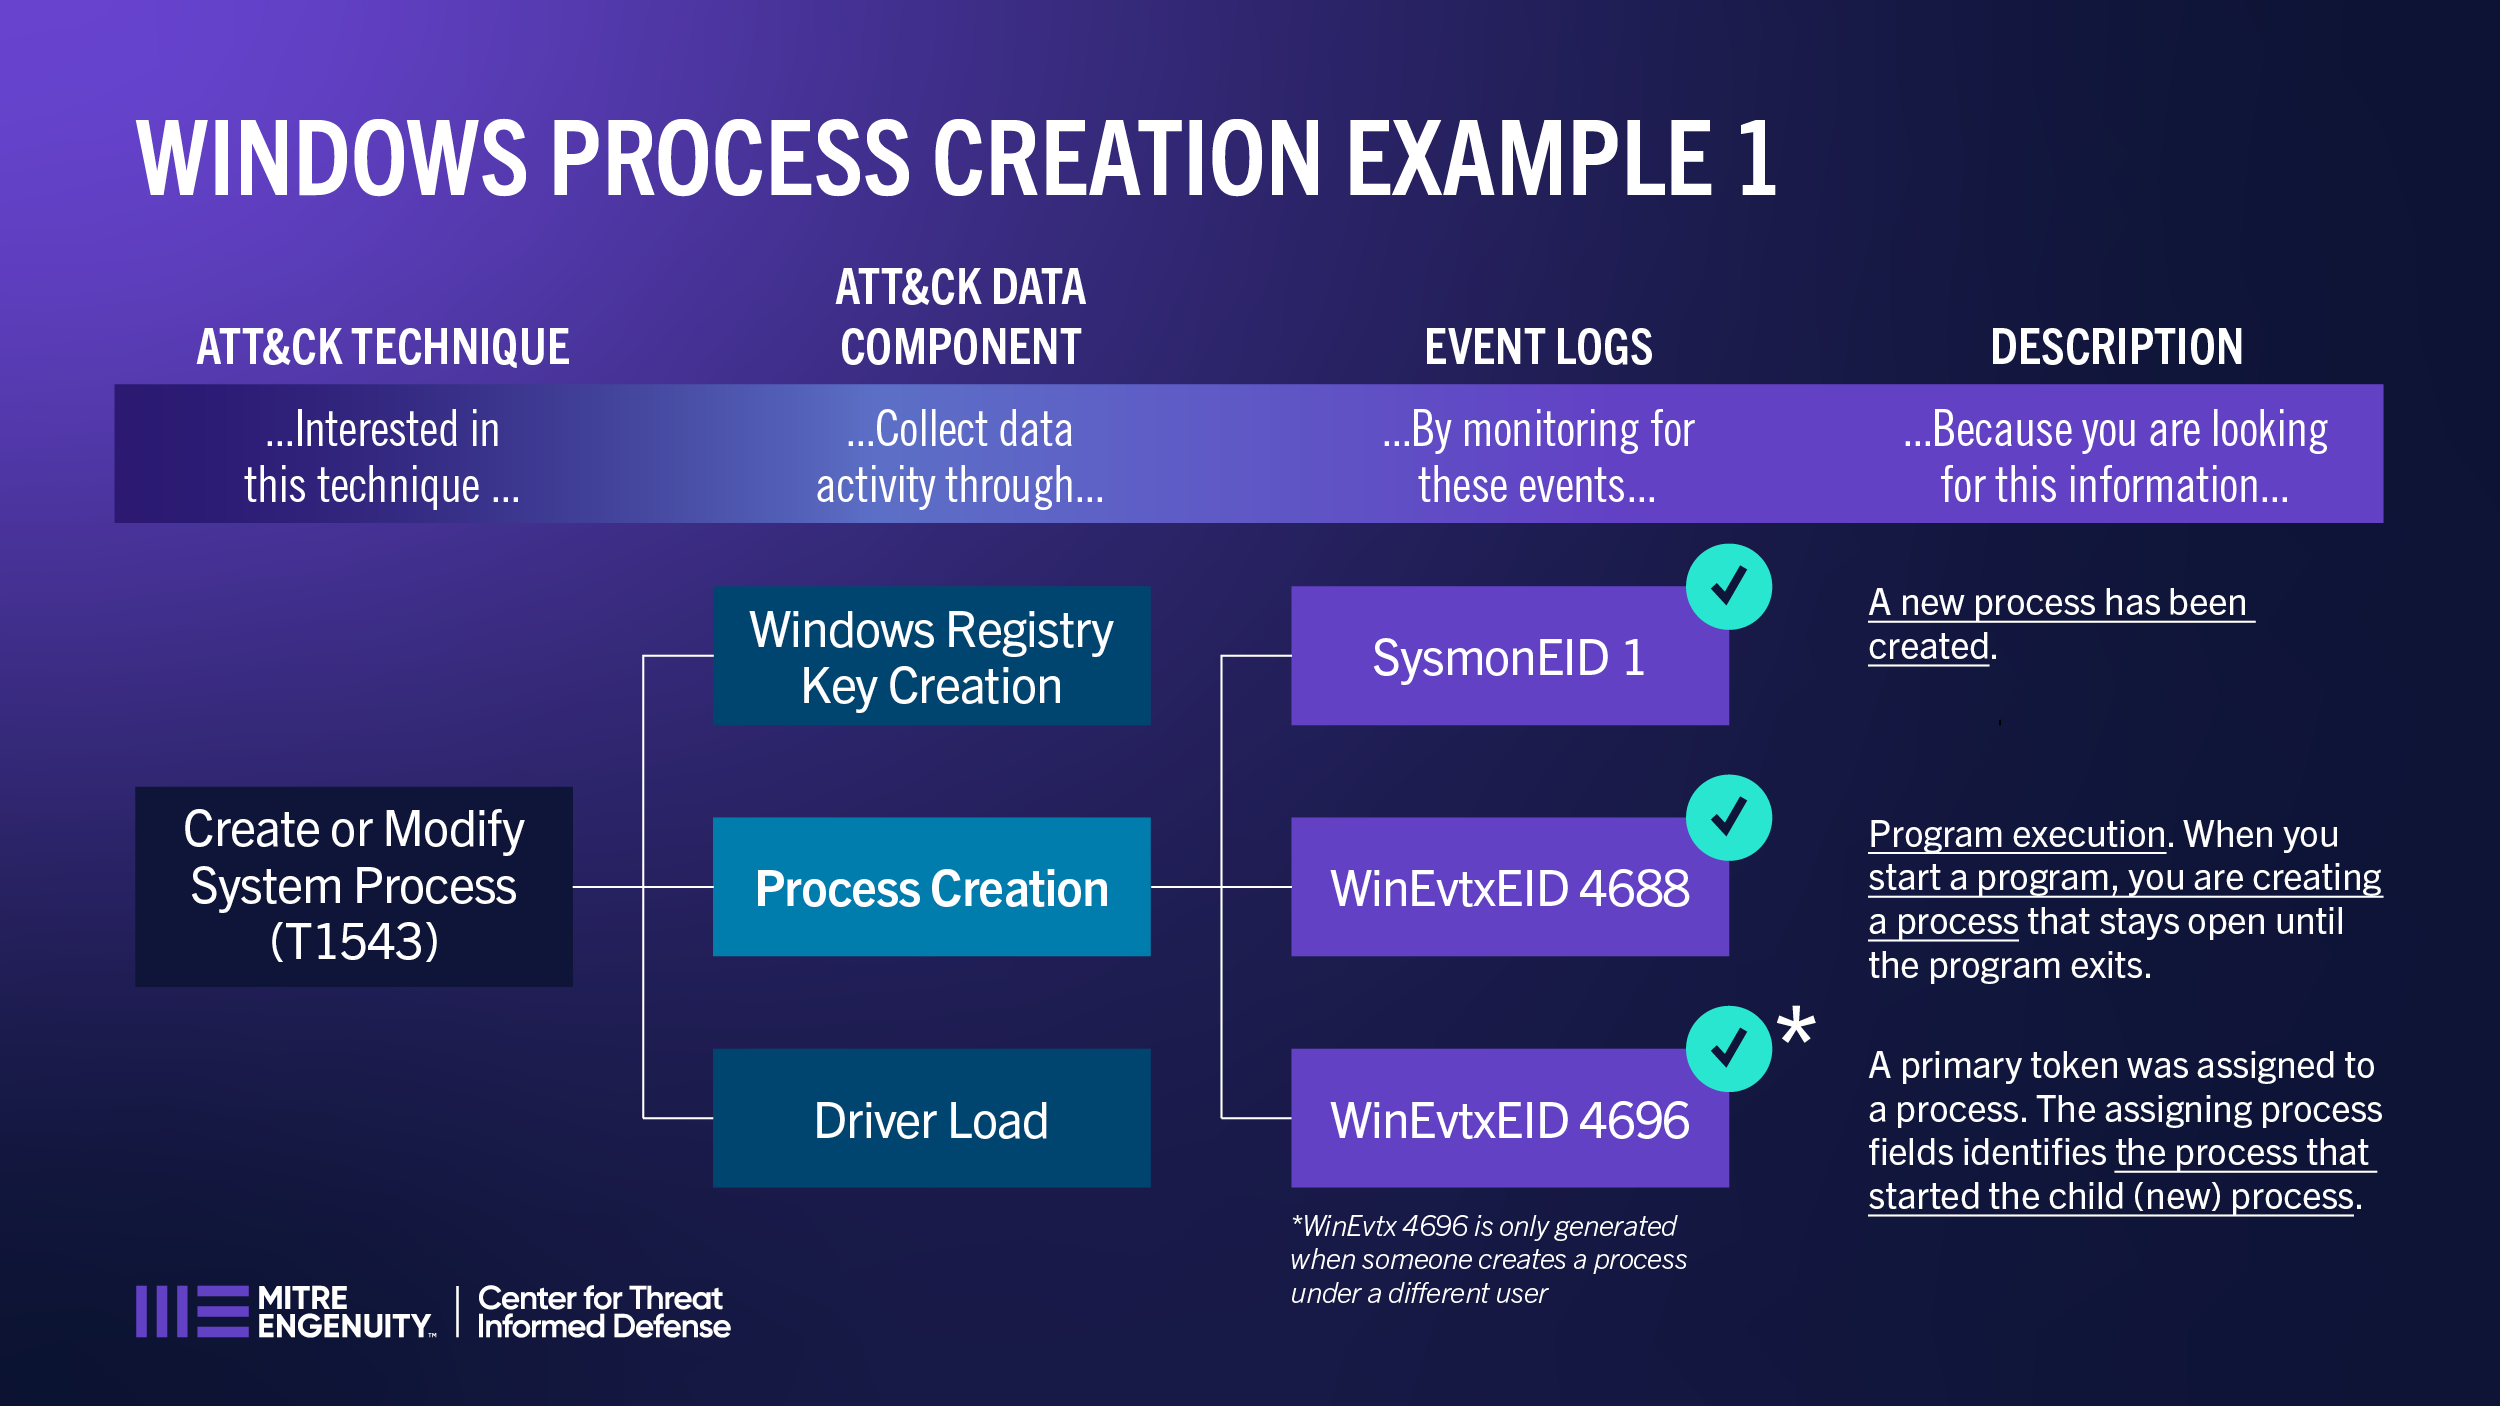 WINDOWS PROCESS CREATION EXAMPLE 1
ATT&CK TECHNIQUE
ATT&CK DATA
COMPONENT
EVENT LOGS
DESCRIPTION
...Interested in
this technique ...
...Collect data
activity through...
...By monitoring for
these events...
...Because you are looking
for this information...
Create or Modify
System Process
(T1543)
Windows Registry
Key Creation
Process Creation
Driver Load
SysmonEID 1
A new process has been
created.
WinEvtxEID 4688
Program execution. When you
start a program, you are creating
a process that stays open until
the program exits.
WinEvtxEID 4696
*
A primary token was assigned to
a process. The assigning process
fields identifies the process that
started the child (new) process.
*WinEvtx 4696 is only generated
when someone creates a process
under a different user
MITRE
ENGENUITY™
Center for Threat
Informed Defense